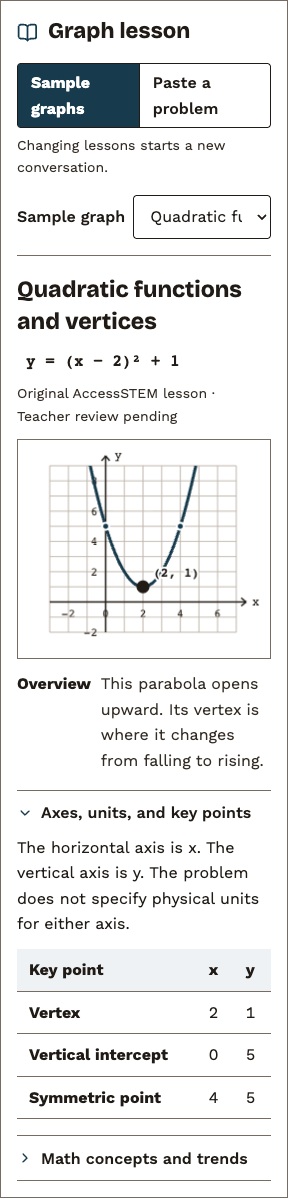 Graph lesson
Sample graphs
Paste a problem
Changing lessons starts a new
conversation.
Sample graph
Quadratic fu
Quadratic functions
and vertices
y = (x − 2)² + 1
Original AccessSTEM lesson ·
Teacher review pending
y
6
4
2
(2, 1)
x
−2 0 2 4 6
−2
Overview This parabola opens
upward. Its vertex is
where it changes
from falling to rising.
Axes, units, and key points
The horizontal axis is x. The
vertical axis is y. The problem
does not specify physical units
for either axis.
Key point x y
Vertex 2 1
Vertical intercept 0 5
Symmetric point 4 5
Math concepts and trends